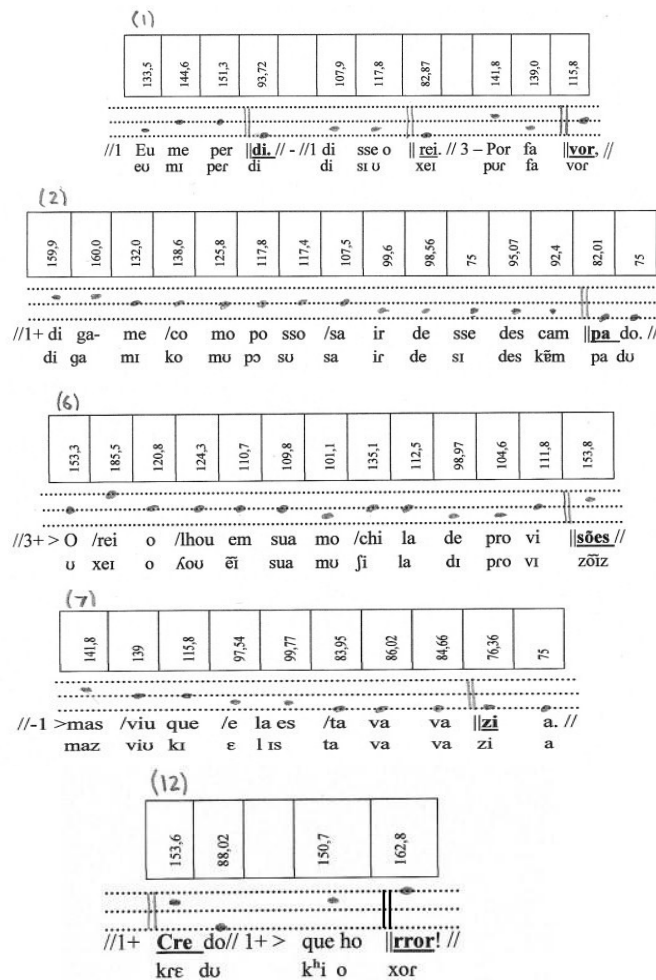 (1)
133,5 144,6 151,3 93,72 107,9 117,8 82,87 141,8 139,0 115,8
//1 Eu me per ||di. // - //1 di sse o || rei. // 3 – Por fa ||vor, //
eʊ mɪ peɾ di di sɪ ʊ xeɪ pʊɾ fa voɾ
(2)
159,9 160,0 132,0 138,6 125,8 117,8 117,4 107,5 99,6 98,56 75 95,07 92,4 82,01 75
//1+ di ga- me /co mo po sso /sa ir de sse des cam ||pa do. //
di ga mɪ ko mʊ pɔ sʊ sa iɾ de sɪ des kɐ̃m pa dʊ
(6)
153,3 185,5 120,8 124,3 110,7 109,8 101,1 135,1 112,5 98,97 104,6 111,8 153,8
//3+ > O /rei o /lhou em sua mo /chi la de pro vi ||sões //
ʊ xeɪ o ʎoʊ ẽɪ̃ sua mʊ ʃi la dɪ pɾo vɪ zõɪ̃z
(7)
141,8 139 115,8 97,54 99,77 83,95 86,02 84,66 76,36 75
//-1 >mas /viu que /e la es /ta va va ||zi a. //
maz viʊ kɪ ɛ l ɪs ta va va zi a
(12)
153,6 88,02 150,7 162,8
//1+ Cre do// 1+ > que ho ||rror! //
kɾɛ dʊ kʰi o xoɾ